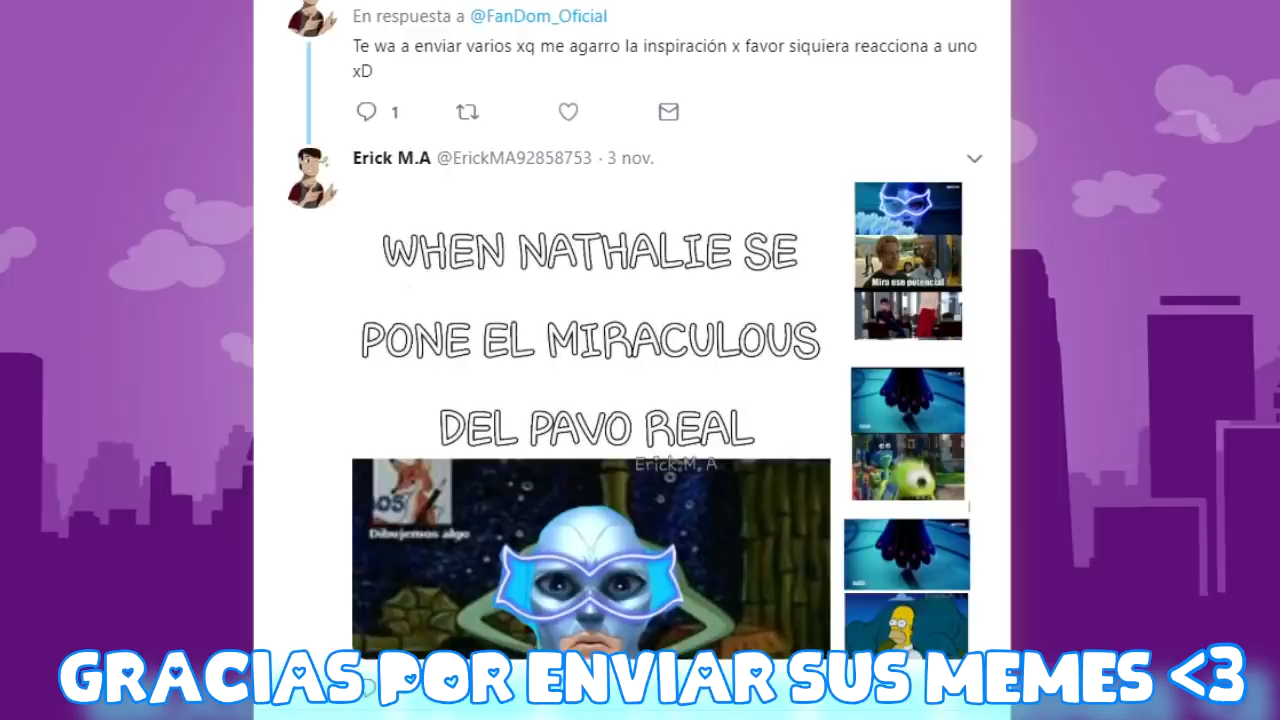 En respuesta a @FanDom_Oficial
Te wa a enviar varios xq me agarro la inspiración x favor siquiera reacciona a uno
xD
1
Erick M.A @ErickMA92858753 · 3 nov.
WHEN NATHALIE SE
PONE EL MIRACULOUS
DEL PAVO REAL
Erick.M. A
Dibujemos algo
Mira ese potencial
GRACIAS POR ENVIAR SUS MEMES <3